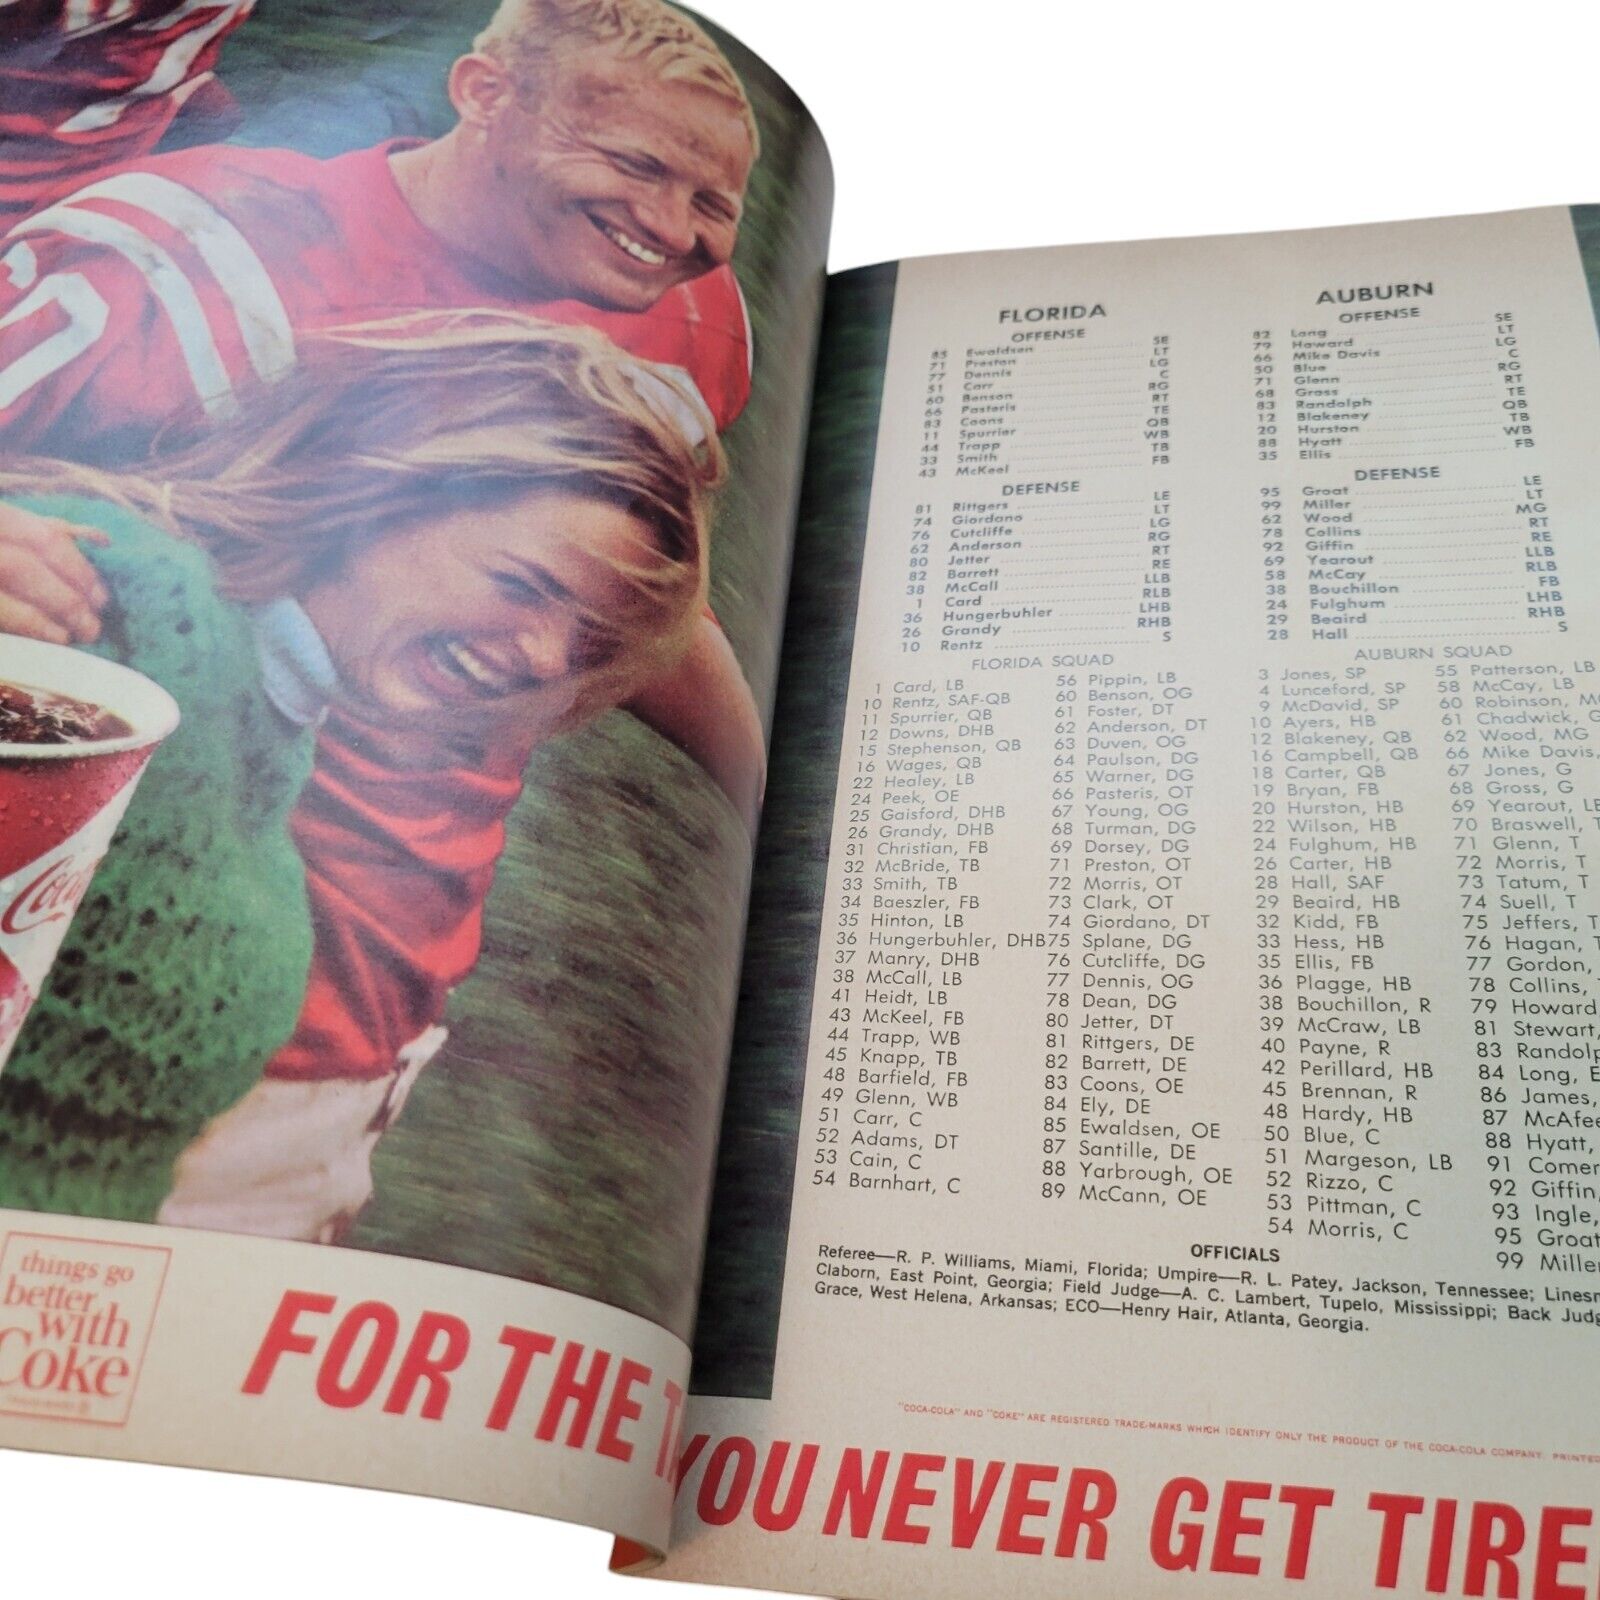 Coca
things go
better
with
Coke
FOR THE
FLORIDA
OFFENSE
85 Ewaldsen SE
71 Preston LT
77 Dennis LG
51 Carr C
60 Benson RG
66 Pasteris RT
83 Coons TE
11 Spurrier QB
44 Trapp WB
33 Smith TB
43 McKeel FB
DEFENSE
81 Rittgers LE
74 Giordano LT
76 Cutcliffe LG
62 Anderson RG
80 Jetter RT
82 Barrett RE
38 McCall LLB
1 Card RLB
36 Hungerbuhler LHB
26 Grandy RHB
10 Rentz S
FLORIDA SQUAD
1 Card, LB
10 Rentz, SAF-QB
11 Spurrier, QB
12 Downs, DHB
15 Stephenson, QB
16 Wages, QB
22 Healey, LB
24 Peek, OE
25 Gaisford, DHB
26 Grandy, DHB
31 Christian, FB
32 McBride, TB
33 Smith, TB
34 Baeszler, FB
35 Hinton, LB
36 Hungerbuhler, DHB
37 Manry, DHB
38 McCall, LB
41 Heidt, LB
43 McKeel, FB
44 Trapp, WB
45 Knapp, TB
48 Barfield, FB
49 Glenn, WB
51 Carr, C
52 Adams, DT
53 Cain, C
54 Barnhart, C
56 Pippin, LB
60 Benson, OG
61 Foster, DT
62 Anderson, DT
63 Duven, OG
64 Paulson, DG
65 Warner, DG
66 Pasteris, OT
67 Young, OG
68 Turman, DG
69 Dorsey, DG
71 Preston, OT
72 Morris, OT
73 Clark, OT
74 Giordano, DT
75 Splane, DG
76 Cutcliffe, DG
77 Dennis, OG
78 Dean, DG
80 Jetter, DT
81 Rittgers, DE
82 Barrett, DE
83 Coons, OE
84 Ely, DE
85 Ewaldsen, OE
87 Santille, DE
88 Yarbrough, OE
89 McCann, OE
AUBURN
OFFENSE
82 Long SE
79 Howard LT
66 Mike Davis LG
50 Blue C
71 Glenn RG
68 Gross RT
83 Randolph TE
12 Blakeney QB
20 Hurston TB
88 Hyatt WB
35 Ellis FB
DEFENSE
95 Groat LE
99 Miller LT
62 Wood MG
78 Collins RT
92 Giffin RE
69 Yearout LLB
58 McCay RLB
38 Bouchillon FB
24 Fulghum LHB
29 Beaird RHB
28 Hall S
AUBURN SQUAD
3 Jones, SP
4 Lunceford, SP
9 McDavid, SP
10 Ayers, HB
12 Blakeney, QB
16 Campbell, QB
18 Carter, QB
19 Bryan, FB
20 Hurston, HB
22 Wilson, HB
24 Fulghum, HB
26 Carter, HB
28 Hall, SAF
29 Beaird, HB
32 Kidd, FB
33 Hess, HB
35 Ellis, FB
36 Plagge, HB
38 Bouchillon, R
39 McCraw, LB
40 Payne, R
42 Perillard, HB
45 Brennan, R
48 Hardy, HB
50 Blue, C
51 Margeson, LB
52 Rizzo, C
53 Pittman, C
54 Morris, C
55 Patterson, LB
58 McCay, LB
60 Robinson, M
61 Chadwick, G
62 Wood, MG
66 Mike Davis,
67 Jones, G
68 Gross, G
69 Yearout, LB
70 Braswell, T
71 Glenn, T
72 Morris, T
73 Tatum, T
74 Suell, T
75 Jeffers, T
76 Hagan, T
77 Gordon,
78 Collins,
79 Howard
81 Stewart,
83 Randolph
84 Long, E
86 James,
87 McAfee
88 Hyatt,
91 Comer
92 Giffin,
93 Ingle,
95 Groat
99 Miller
OFFICIALS
Referee—R. P. Williams, Miami, Florida; Umpire—R. L. Patey, Jackson, Tennessee; Linesm
Claborn, East Point, Georgia; Field Judge—A. C. Lambert, Tupelo, Mississippi; Back Judg
Grace, West Helena, Arkansas; ECO—Henry Hair, Atlanta, Georgia.
"COCA-COLA" AND "COKE" ARE REGISTERED TRADE-MARKS WHICH IDENTIFY ONLY THE PRODUCT OF THE COCA-COLA COMPANY. PRINTED
YOU NEVER GET TIRE